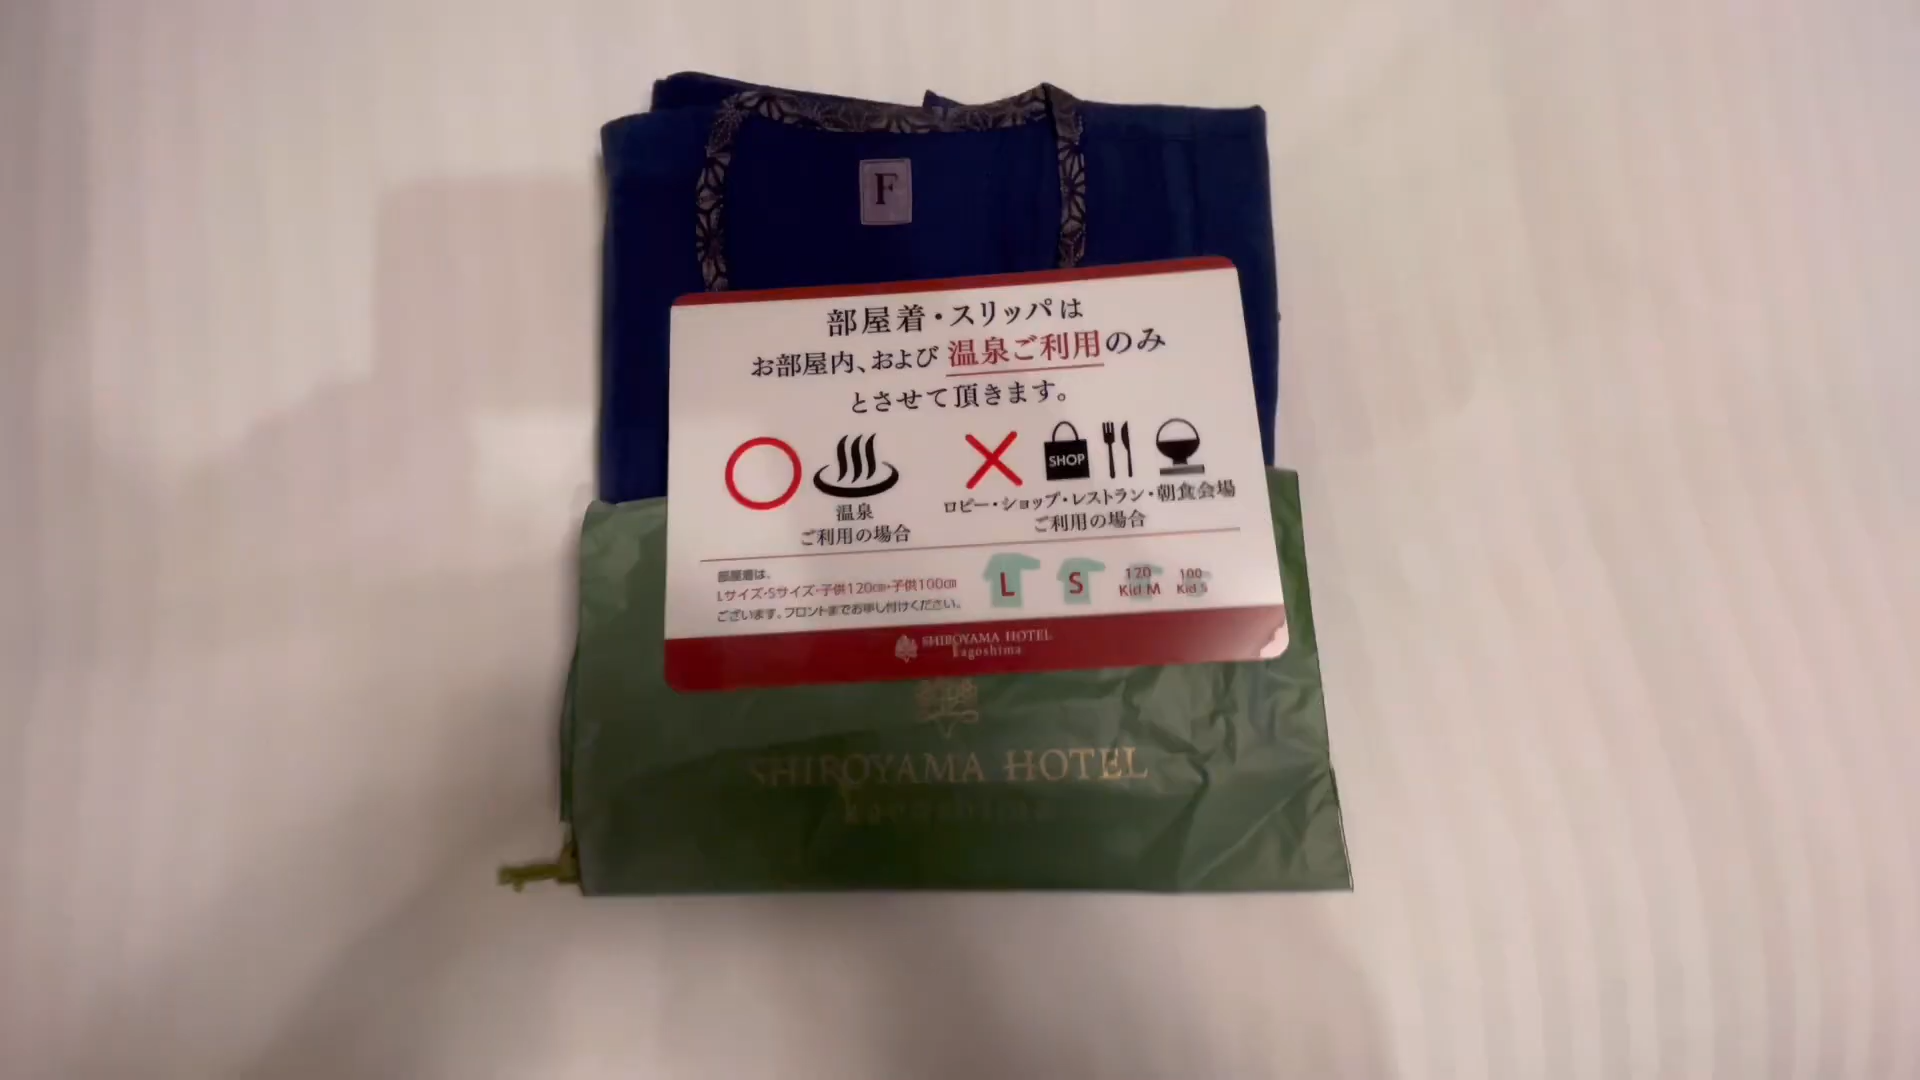 F
部屋着・スリッパは
お部屋内、および 温泉ご利用のみ
とさせて頂きます。
SHOP
温泉
ご利用の場合
ロビー・ショップ・レストラン・朝食会場
ご利用の場合
部屋着は、
Lサイズ・Sサイズ・子供120㎝・子供100㎝
ございます。フロントまでお申し付けください。
L
S
120
Kid M
100
Kid S
SHIROYAMA HOTEL
kagoshima
SHIROYAMA HOTEL
kagoshima